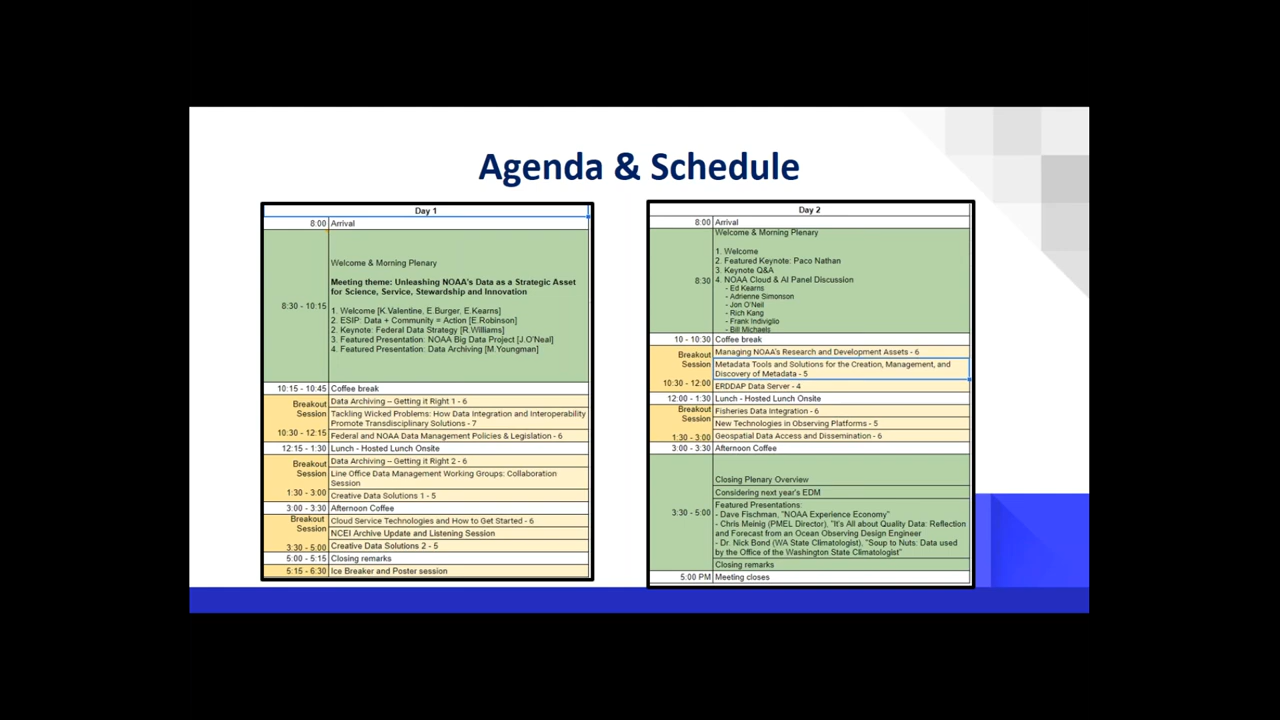 Agenda & Schedule
Day 1
8:00 Arrival
Welcome & Morning Plenary
Meeting theme: Unleashing NOAA's Data as a Strategic Asset
for Science, Service, Stewardship and Innovation
8:30 - 10:15
1. Welcome [K.Valentine, E.Burger, E.Kearns]
2. ESIP: Data + Community = Action [E.Robinson]
2. Keynote: Federal Data Strategy [R.Williams]
3. Featured Presentation: NOAA Big Data Project [J.O'Neal]
4. Featured Presentation: Data Archiving [M.Youngman]
10:15 - 10:45 Coffee break
Breakout
Session
10:30 - 12:15
Data Archiving -- Getting it Right 1 - 6
Tackling Wicked Problems: How Data Integration and Interoperability
Promote Transdisciplinary Solutions - 7
Federal and NOAA Data Management Policies & Legislation - 6
12:15 - 1:30 Lunch - Hosted Lunch Onsite
Breakout
Session
1:30 - 3:00
Data Archiving -- Getting it Right 2 - 6
Line Office Data Management Working Groups: Collaboration
Session
Creative Data Solutions 1 - 5
3:00 - 3:30 Afternoon Coffee
Breakout
Session
3:30 - 5:00
Cloud Service Technologies and How to Get Started - 6
NCEI Archive Update and Listening Session
Creative Data Solutions 2 - 5
5:00 - 5:15 Closing remarks
5:15 - 6:30 Ice Breaker and Poster session
Day 2
8:00 Arrival
Welcome & Morning Plenary
1. Welcome
2. Featured Keynote: Paco Nathan
3. Keynote Q&A
8:30
4. NOAA Cloud & AI Panel Discussion
- Ed Kearns
- Adrienne Simonson
- Jon O'Neil
- Rich Kang
- Frank Indiviglio
- Bill Michaels
10 - 10:30 Coffee break
Breakout
Session
10:30 - 12:00
Managing NOAA's Research and Development Assets - 6
Metadata Tools and Solutions for the Creation, Management, and
Discovery of Metadata - 5
ERDDAP Data Server - 4
12:00 - 1:30 Lunch - Hosted Lunch Onsite
Breakout
Session
1:30 - 3:00
Fisheries Data Integration - 6
New Technologies in Observing Platforms - 5
Geospatial Data Access and Dissemination - 6
3:00 - 3:30 Afternoon Coffee
3:30 - 5:00
Closing Plenary Overview
Considering next year's EDM
Featured Presentations:
- Dave Fischman, "NOAA Experience Economy"
- Chris Meinig (PMEL Director), "It's All about Quality Data: Reflection
and Forecast from an Ocean Observing Design Engineer
- Dr. Nick Bond (WA State Climatologist), "Soup to Nuts: Data used
by the Office of the Washington State Climatologist"
Closing remarks
5:00 PM Meeting closes